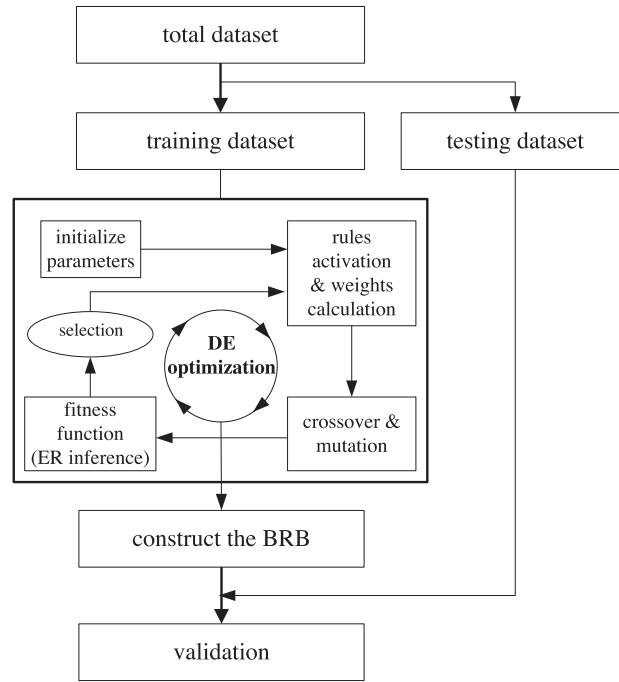 total dataset
training dataset
testing dataset
initialize
parameters
rules
activation
& weights
calculation
selection
DE
optimization
fitness
function
(ER inference)
crossover &
mutation
construct the BRB
validation